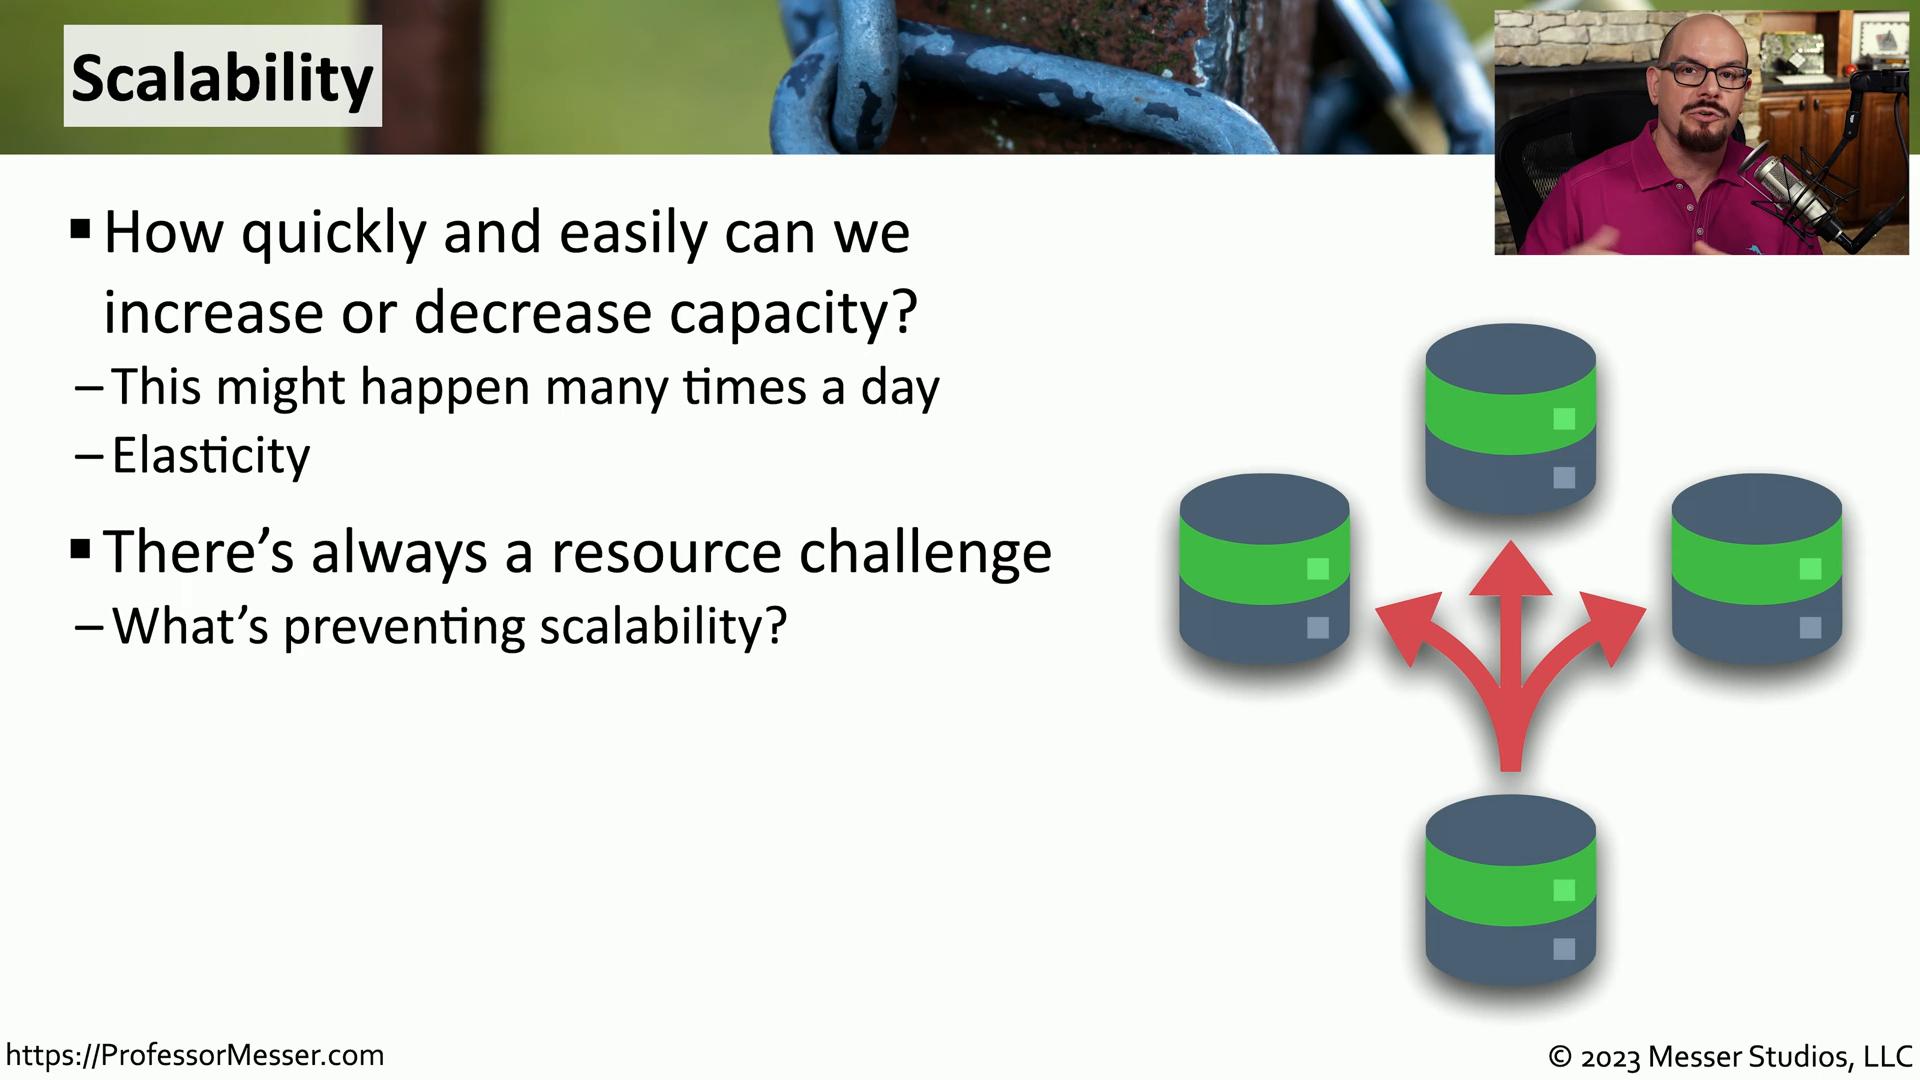 Scalability
▪ How quickly and easily can we
increase or decrease capacity?
– This might happen many times a day
– Elasticity
▪ There's always a resource challenge
– What's preventing scalability?
https://ProfessorMesser.com
© 2023 Messer Studios, LLC